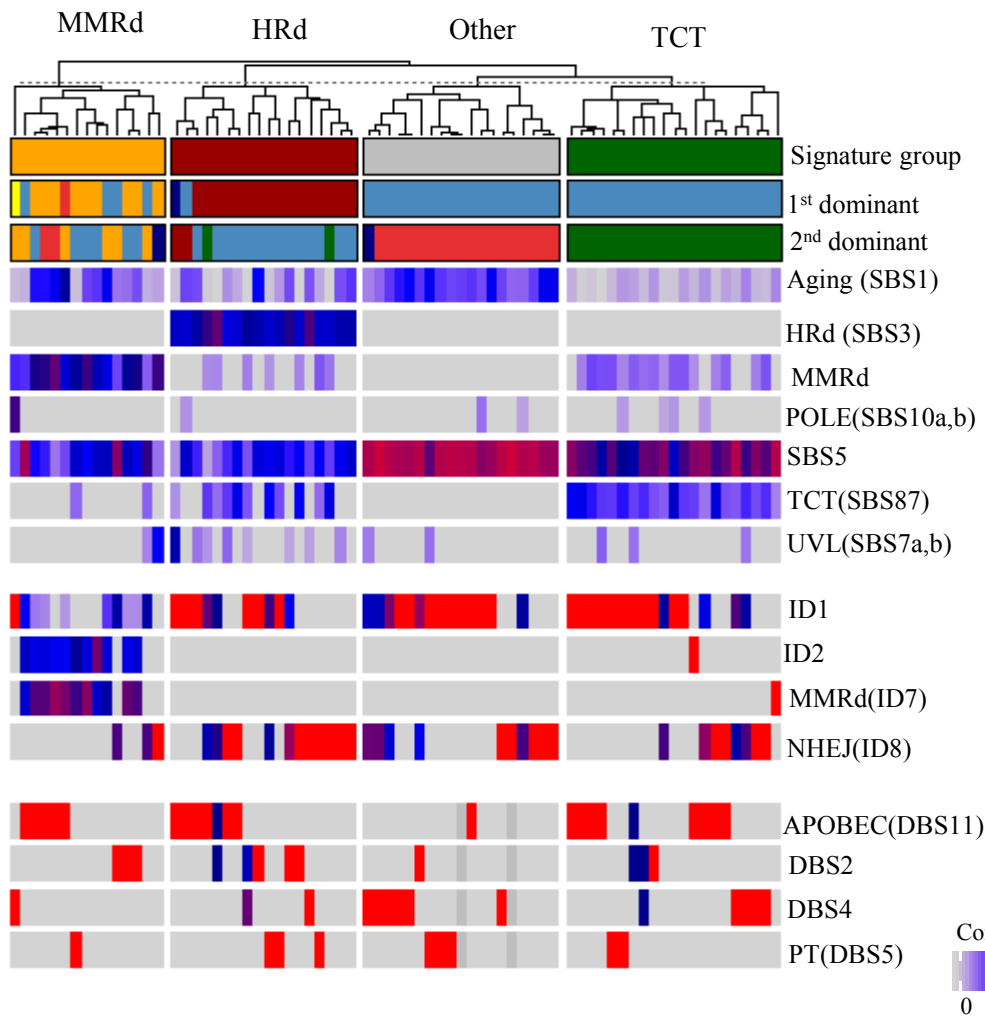 MMRd HRd Other TCT
Signature group
1st dominant
2nd dominant
Aging (SBS1)
HRd (SBS3)
MMRd
POLE(SBS10a,b)
SBS5
TCT(SBS87)
UVL(SBS7a,b)
ID1
ID2
MMRd(ID7)
NHEJ(ID8)
APOBEC(DBS11)
DBS2
DBS4
PT(DBS5)
Co
0